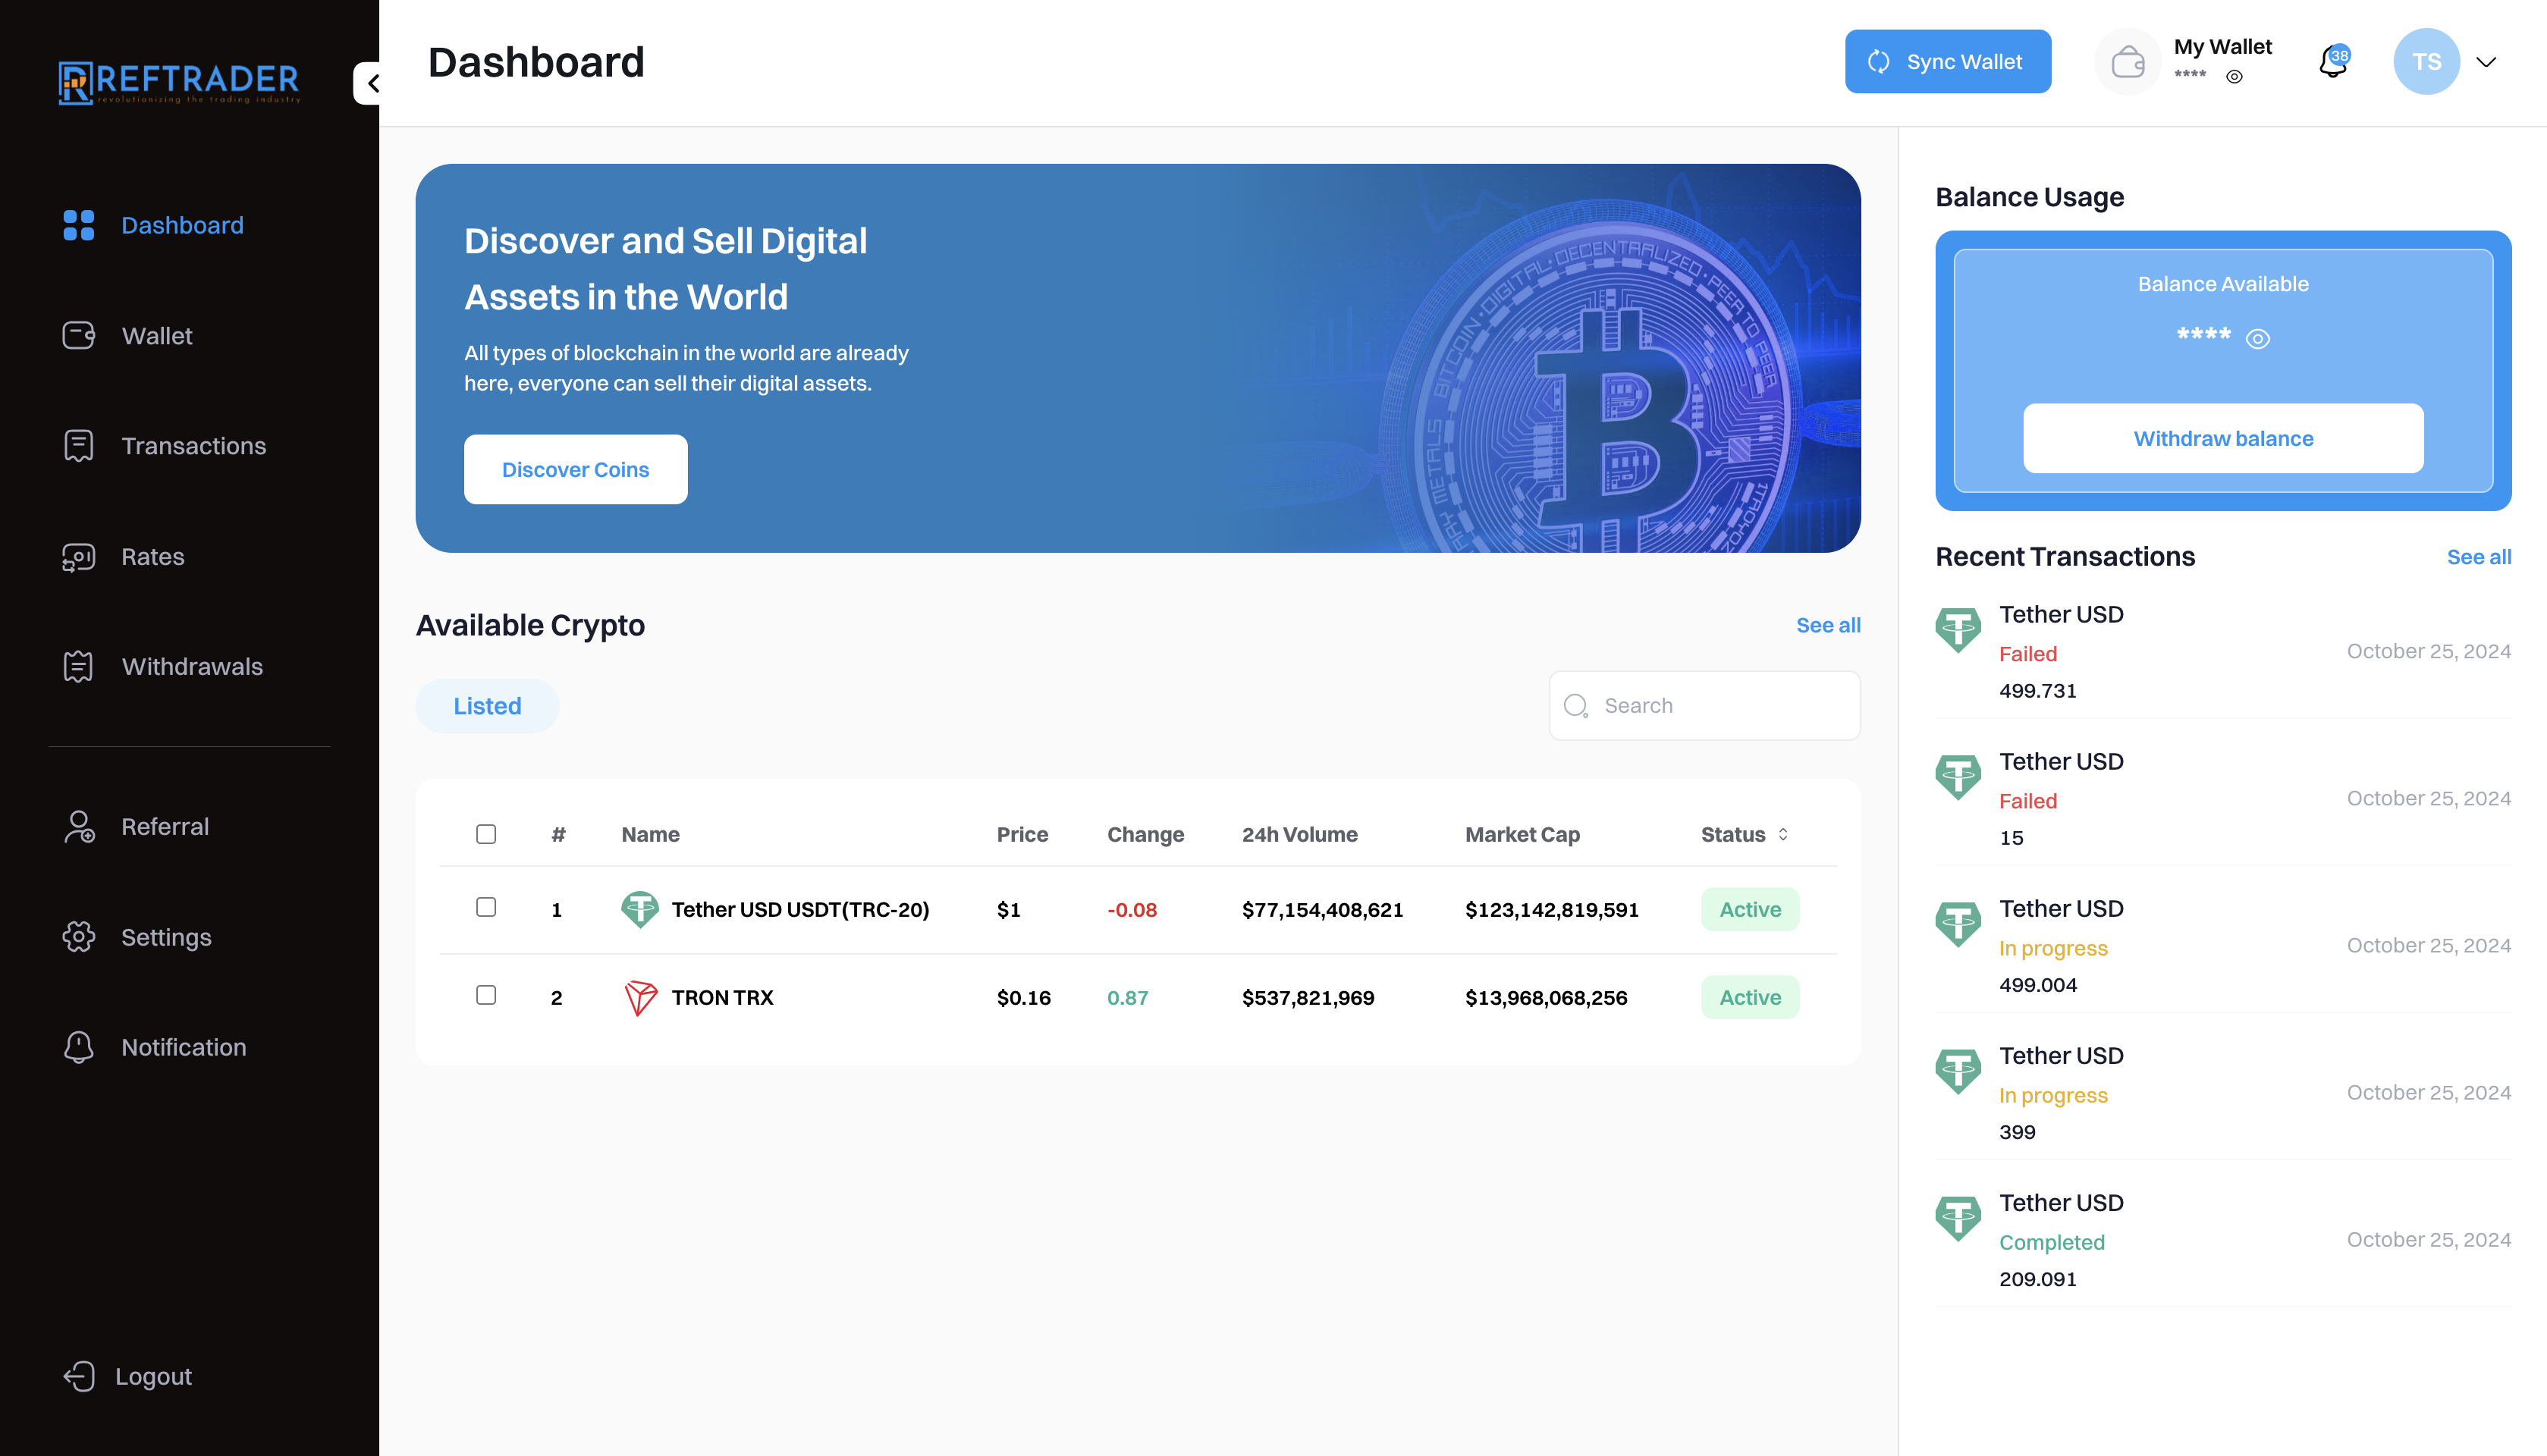 REFTRADER
revolutionizing the trading industry
Dashboard
Wallet
Transactions
Rates
Withdrawals
Referral
Settings
Notification
Logout
Dashboard
Sync Wallet
My Wallet
****
38
TS
Discover and Sell Digital
Assets in the World
All types of blockchain in the world are already
here, everyone can sell their digital assets.
Discover Coins
BITCOIN · DIGITAL · DECENTRALIZED · PEER TO PEER
Available Crypto
See all
Listed
Search
# Name Price Change 24h Volume Market Cap Status
1 Tether USD USDT(TRC-20) $1 -0.08 $77,154,408,621 $123,142,819,591 Active
2 TRON TRX $0.16 0.87 $537,821,969 $13,968,068,256 Active
Balance Usage
Balance Available
****
Withdraw balance
Recent Transactions
See all
Tether USD
Failed
October 25, 2024
499.731
Tether USD
Failed
October 25, 2024
15
Tether USD
In progress
October 25, 2024
499.004
Tether USD
In progress
October 25, 2024
399
Tether USD
Completed
October 25, 2024
209.091